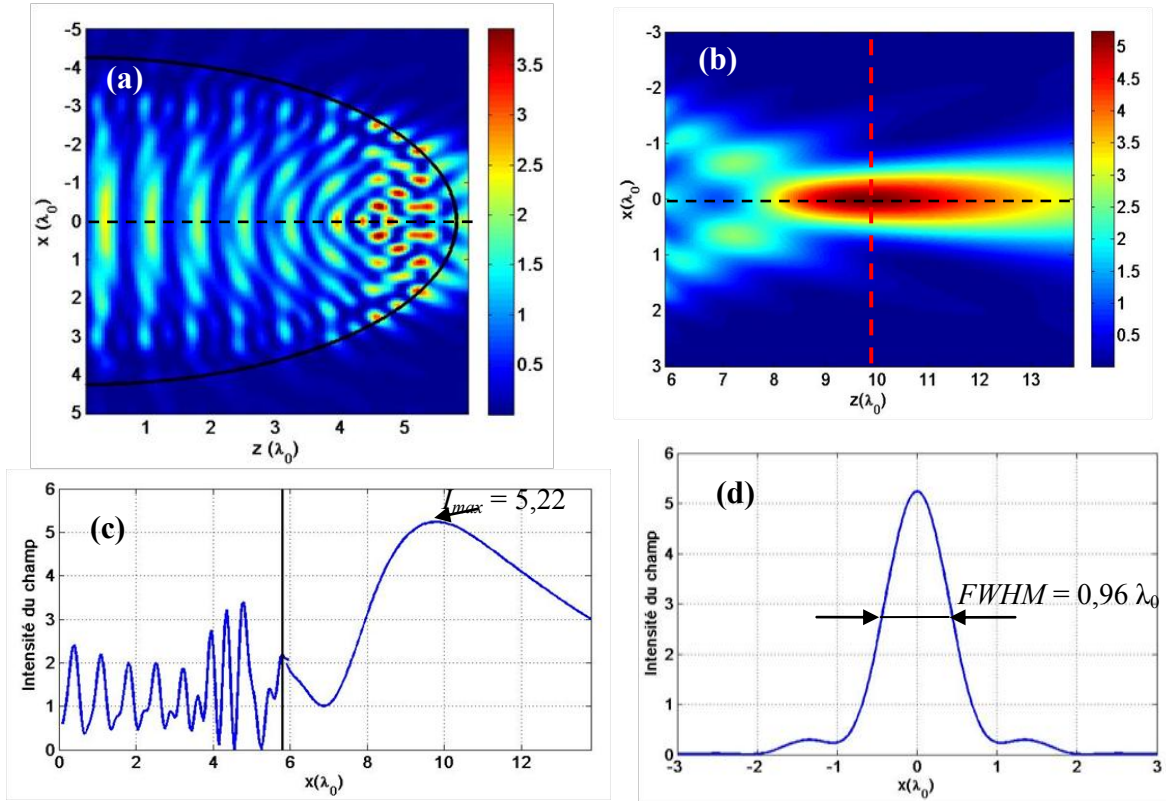 (a)
-5
-4
-3
-2
-1
0
1
2
3
4
5
x (λ0)
1 2 3 4 5
z (λ0)
3.5
3
2.5
2
1.5
1
0.5
(b)
-3
-2
-1
0
1
2
3
x(λ0)
6 7 8 9 10 11 12 13
z(λ0)
5
4.5
4
3.5
3
2.5
2
1.5
1
0.5
(c)
Imax = 5,22
6
5
4
3
2
1
0
Intensité du champ
0 2 4 6 8 10 12
x(λ0)
(d)
FWHM = 0,96 λ0
6
5
4
3
2
1
0
Intensité du champ
-3 -2 -1 0 1 2 3
x(λ0)